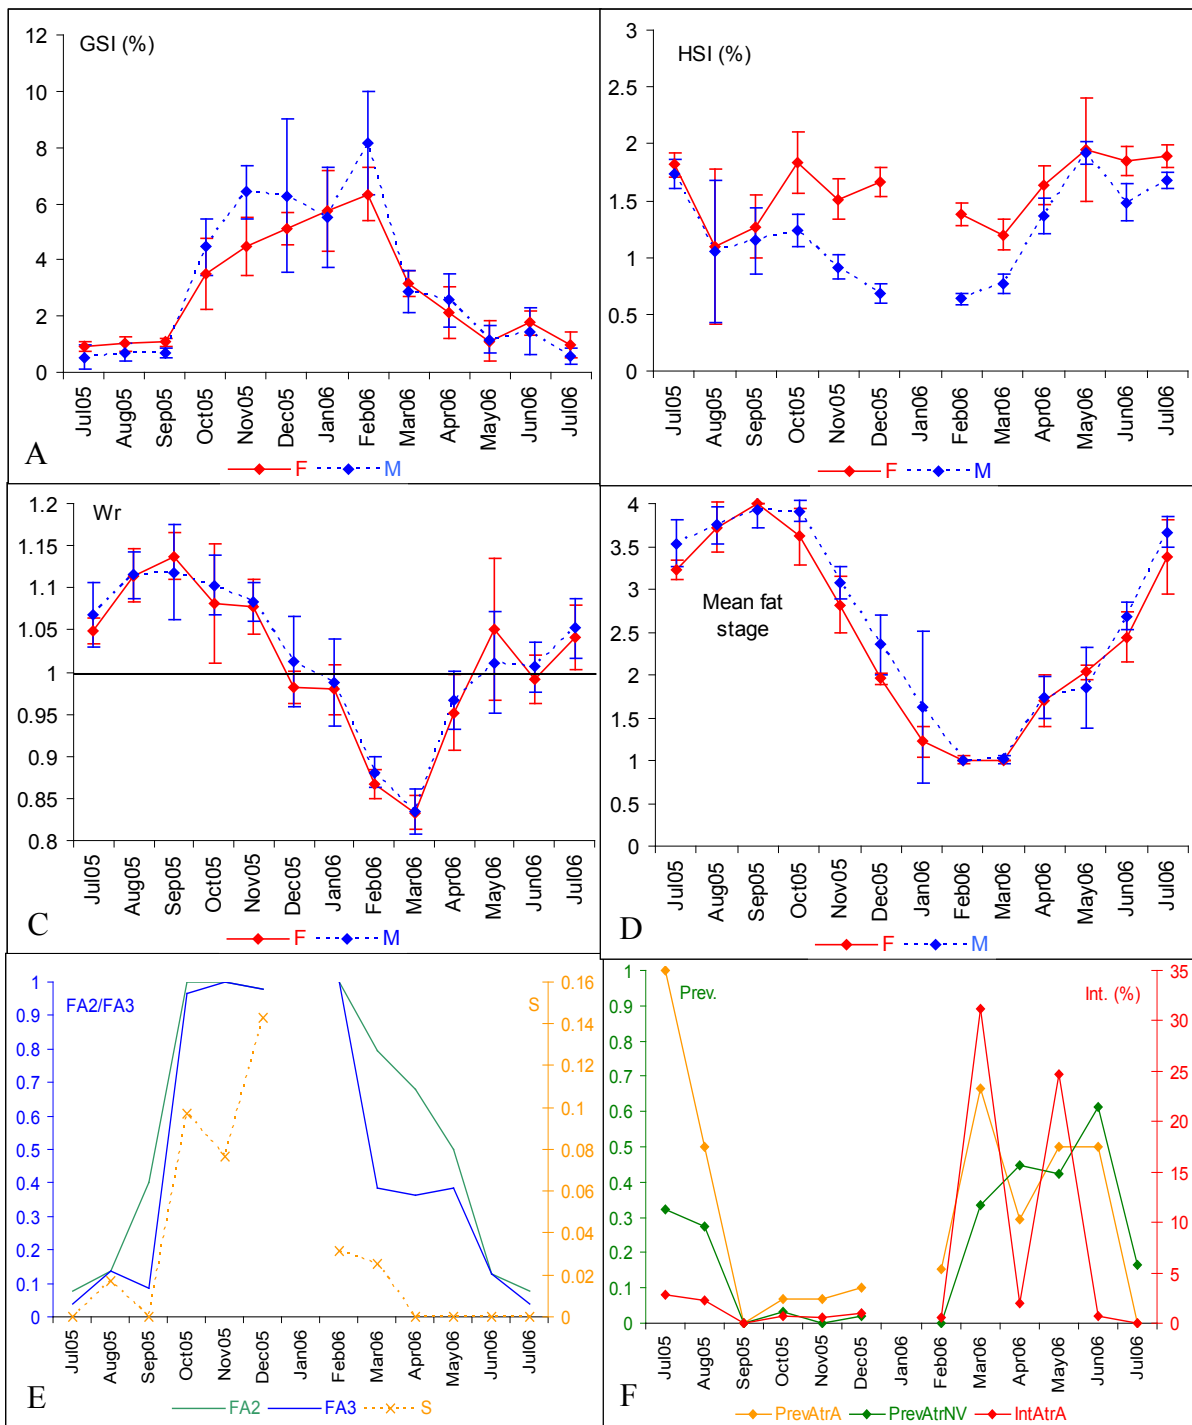 GSI (%)
12
10
8
6
4
2
0
Jul05 Aug05 Sep05 Oct05 Nov05 Dec05 Jan06 Feb06 Mar06 Apr06 May06 Jun06 Jul06
A
F M
HSI (%)
3
2.5
2
1.5
1
0.5
0
Jul05 Aug05 Sep05 Oct05 Nov05 Dec05 Jan06 Feb06 Mar06 Apr06 May06 Jun06 Jul06
F M
Wr
1.2
1.15
1.1
1.05
1
0.95
0.9
0.85
0.8
Jul05 Aug05 Sep05 Oct05 Nov05 Dec05 Jan06 Feb06 Mar06 Apr06 May06 Jun06 Jul06
C
F M
4
3.5
3
2.5
2
1.5
1
0.5
0
Mean fat
stage
Jul05 Aug05 Sep05 Oct05 Nov05 Dec05 Jan06 Feb06 Mar06 Apr06 May06 Jun06 Jul06
D
F M
FA2/FA3
S
1
0.9
0.8
0.7
0.6
0.5
0.4
0.3
0.2
0.1
0
0.16
0.14
0.12
0.1
0.08
0.06
0.04
0.02
0
Jul05 Aug05 Sep05 Oct05 Nov05 Dec05 Jan06 Feb06 Mar06 Apr06 May06 Jun06 Jul06
E
FA2 FA3 S
Prev.
Int. (%)
1
0.9
0.8
0.7
0.6
0.5
0.4
0.3
0.2
0.1
0
35
30
25
20
15
10
5
0
Jul05 Aug05 Sep05 Oct05 Nov05 Dec05 Jan06 Feb06 Mar06 Apr06 May06 Jun06 Jul06
F
PrevAtrA PrevAtrNV IntAtrA